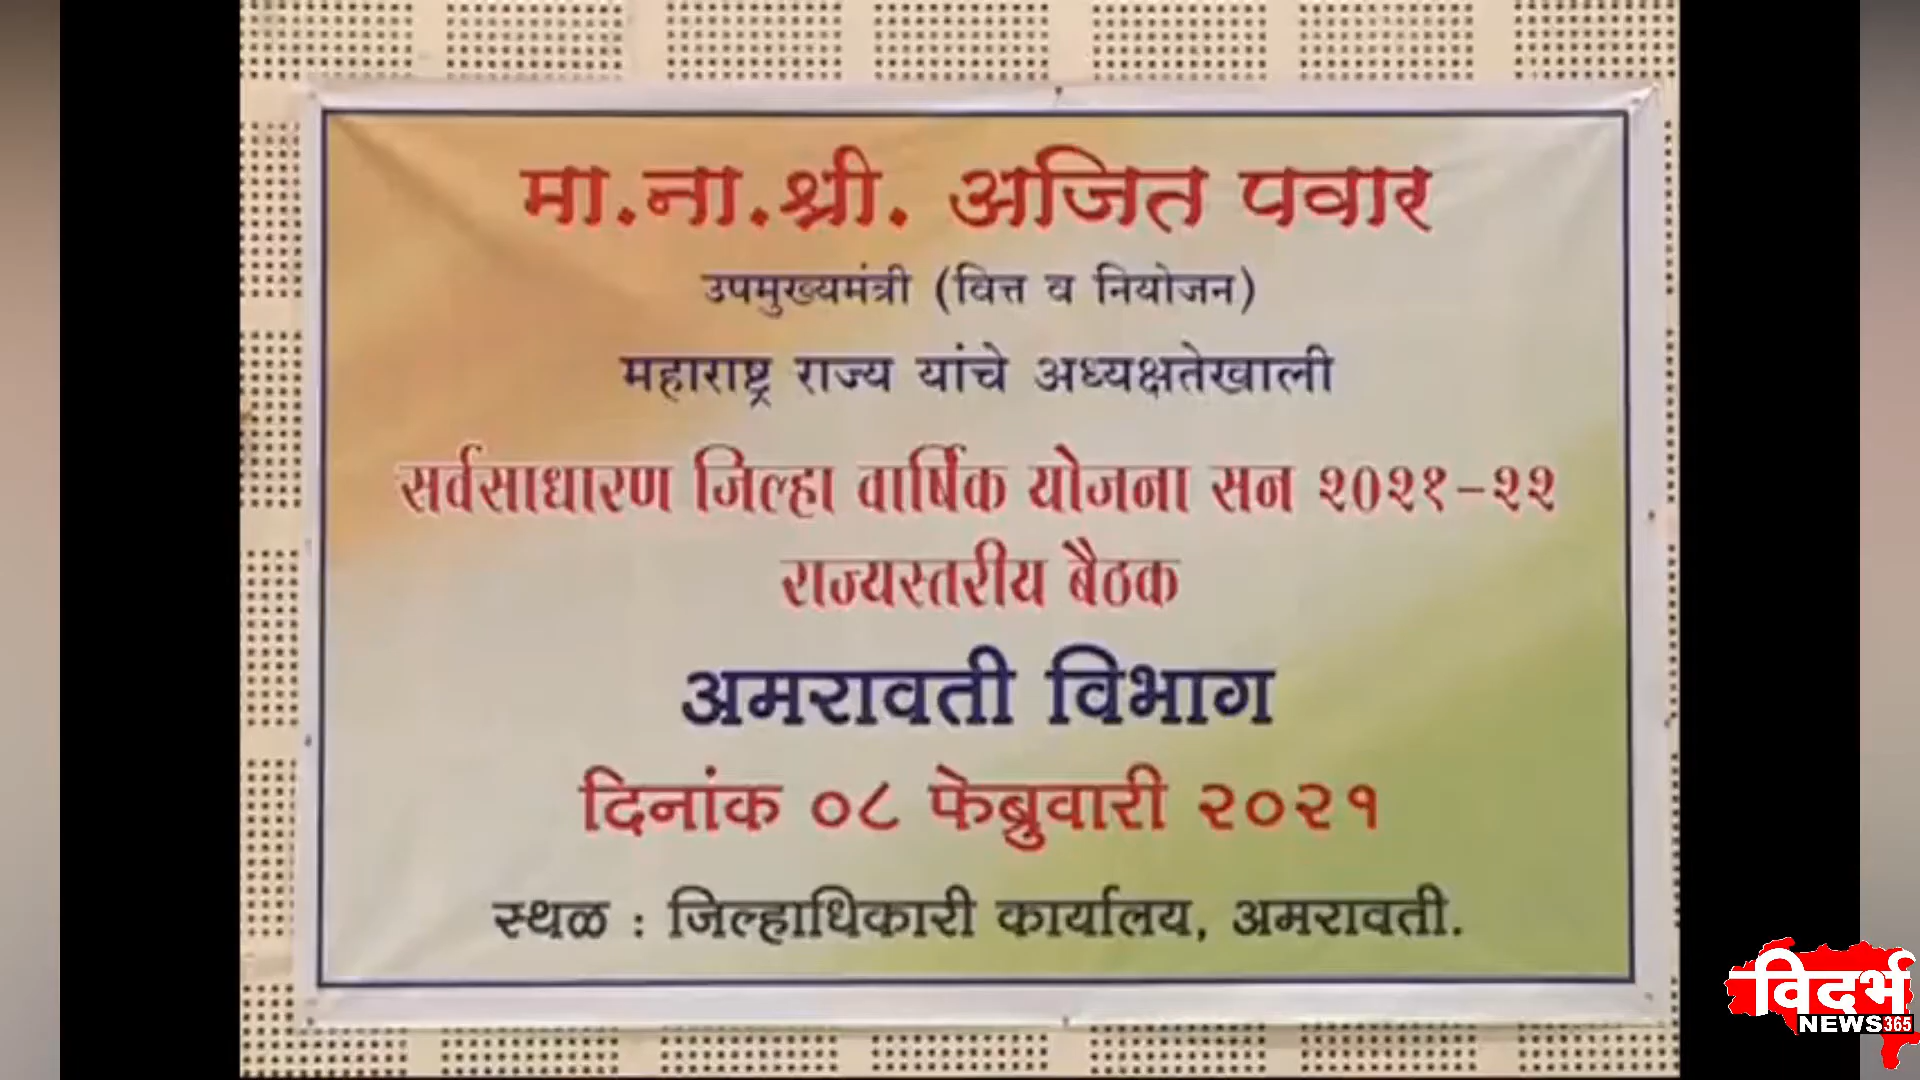 मा.ना.श्री. अजित पवार
उपमुख्यमंत्री (वित्त व नियोजन)
महाराष्ट्र राज्य यांचे अध्यक्षतेखाली
सर्वसाधारण जिल्हा वार्षिक योजना सन २०२१-२२
राज्यस्तरीय बैठक
अमरावती विभाग
दिनांक ०८ फेब्रुवारी २०२१
स्थळ : जिल्हाधिकारी कार्यालय, अमरावती.
विदर्भ
NEWS365